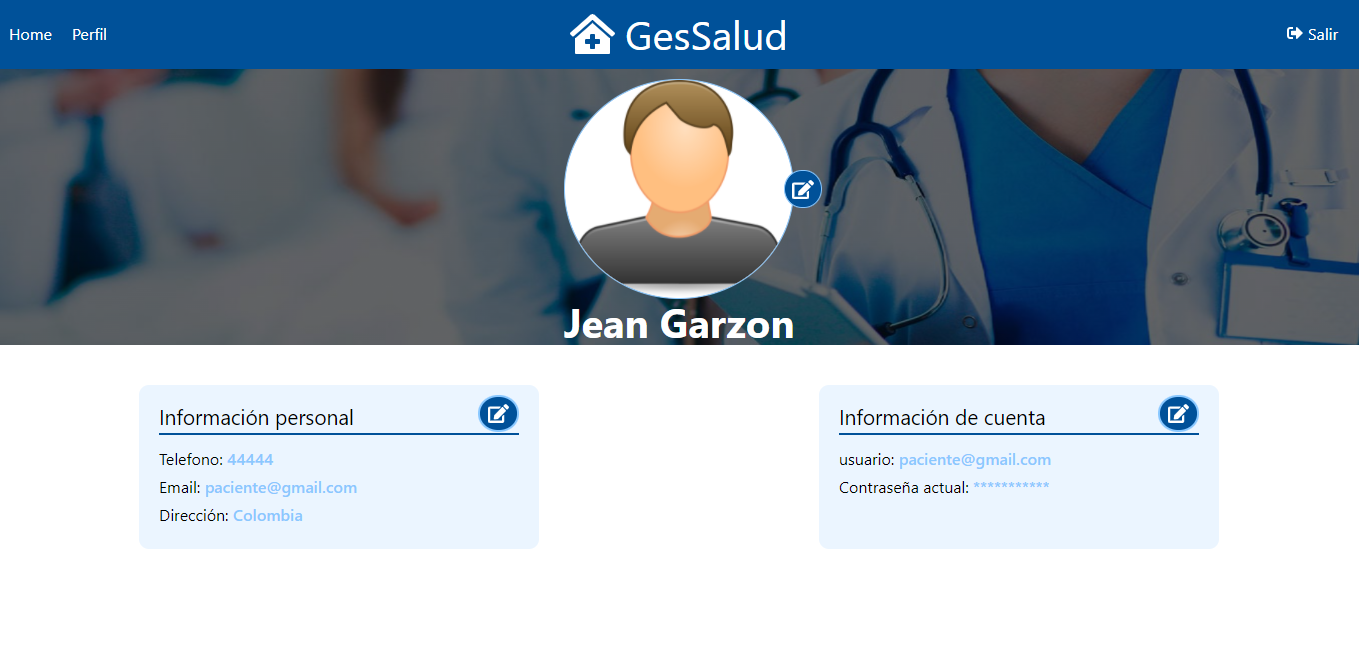 Home Perfil GesSalud Salir
Jean Garzon
Información personal
Telefono: 44444
Email: paciente@gmail.com
Dirección: Colombia
Información de cuenta
usuario: paciente@gmail.com
Contraseña actual: ***********